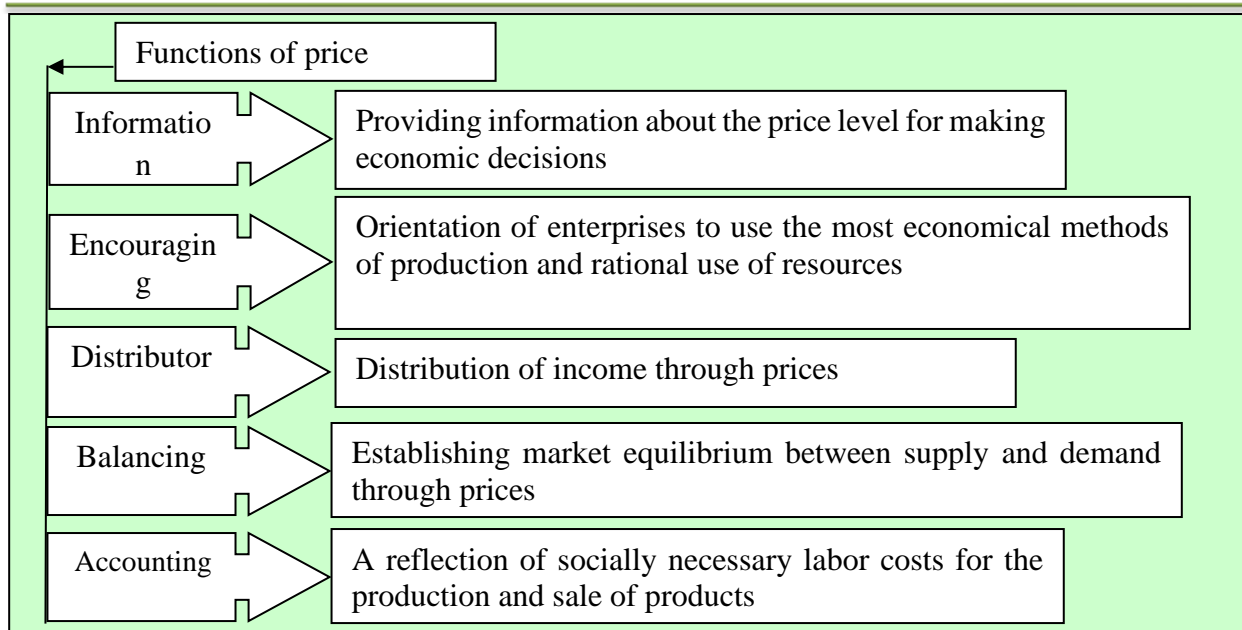 Functions of price
Informatio
n
Providing information about the price level for making
economic decisions
Encouragin
g
Orientation of enterprises to use the most economical methods
of production and rational use of resources
Distributor
Distribution of income through prices
Balancing
Establishing market equilibrium between supply and demand
through prices
Accounting
A reflection of socially necessary labor costs for the
production and sale of products